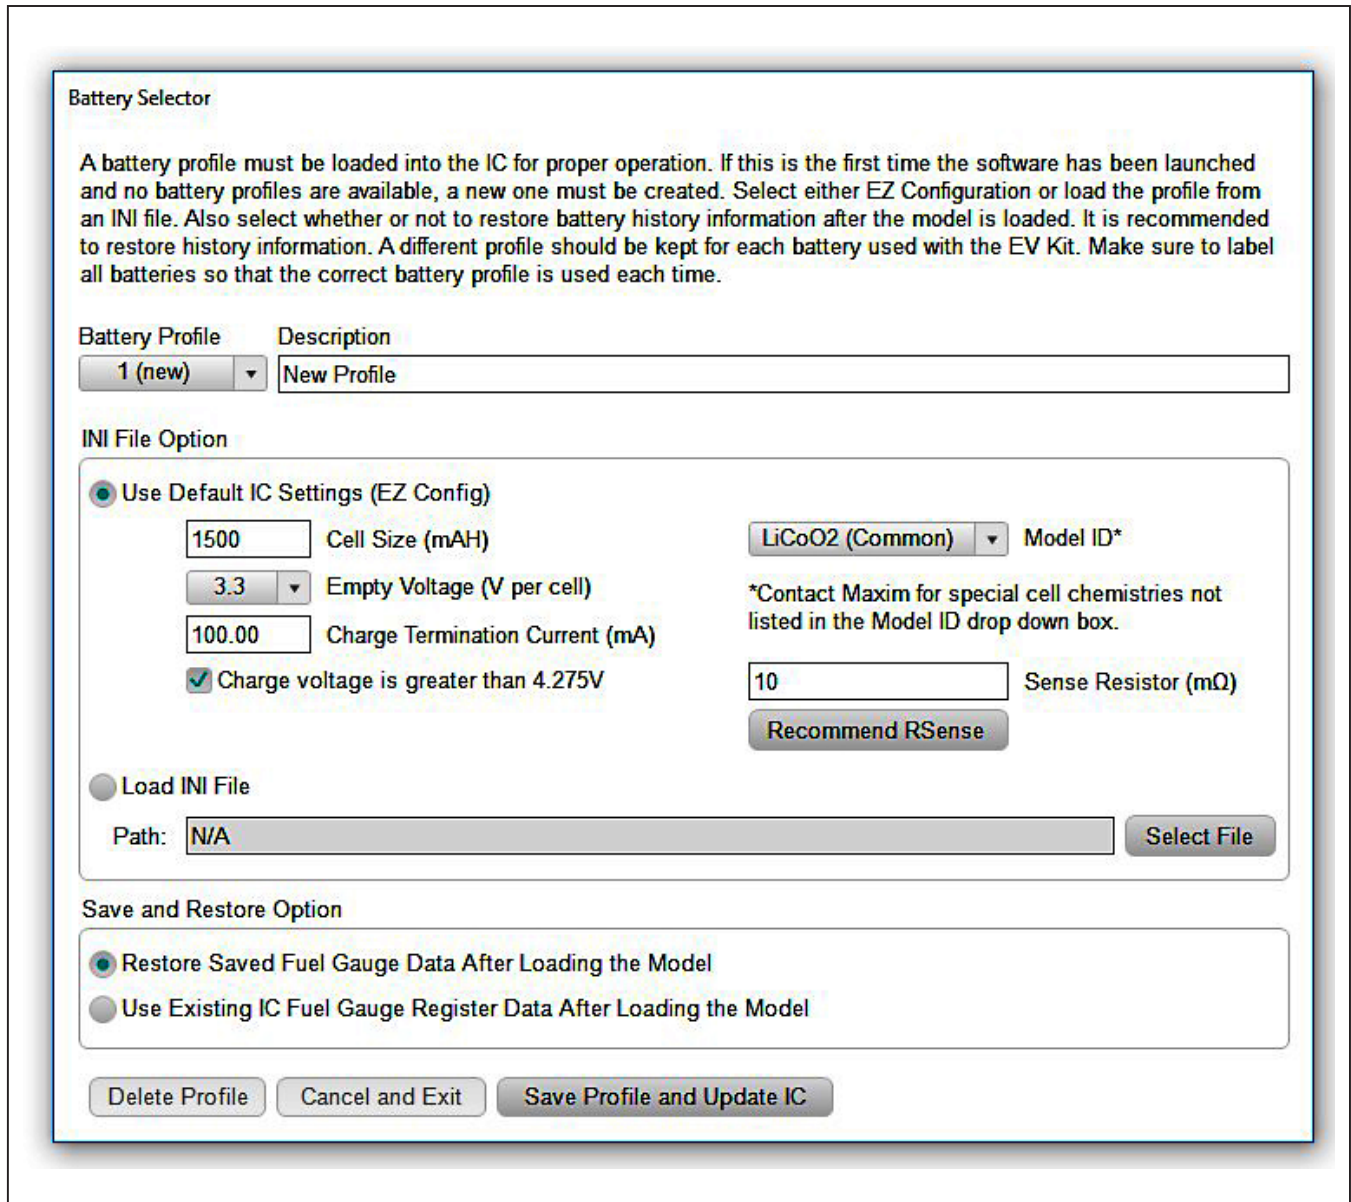 Battery Selector
A battery profile must be loaded into the IC for proper operation. If this is the first time the software has been launched
and no battery profiles are available, a new one must be created. Select either EZ Configuration or load the profile from
an INI file. Also select whether or not to restore battery history information after the model is loaded. It is recommended
to restore history information. A different profile should be kept for each battery used with the EV Kit. Make sure to label
all batteries so that the correct battery profile is used each time.
Battery Profile Description
1 (new) New Profile
INI File Option
Use Default IC Settings (EZ Config)
1500 Cell Size (mAH) LiCoO2 (Common) Model ID*
3.3 Empty Voltage (V per cell) *Contact Maxim for special cell chemistries not
listed in the Model ID drop down box.
100.00 Charge Termination Current (mA)
Charge voltage is greater than 4.275V 10 Sense Resistor (mΩ)
Recommend RSense
Load INI File
Path: N/A Select File
Save and Restore Option
Restore Saved Fuel Gauge Data After Loading the Model
Use Existing IC Fuel Gauge Register Data After Loading the Model
Delete Profile Cancel and Exit Save Profile and Update IC